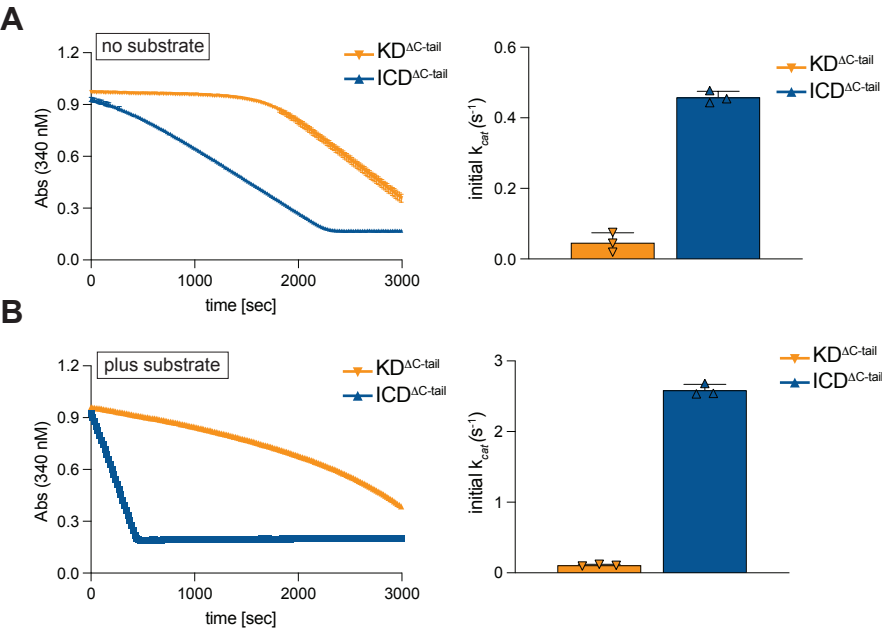 A
no substrate
KDΔC-tail
ICDΔC-tail
Abs (340 nM)
1.2
0.9
0.6
0.3
0.0
0
1000
2000
3000
time [sec]
initial kcat (s-1)
0.6
0.4
0.2
0.0
KDΔC-tail
ICDΔC-tail
B
plus substrate
KDΔC-tail
ICDΔC-tail
Abs (340 nM)
1.2
0.9
0.6
0.3
0.0
0
1000
2000
3000
time [sec]
initial kcat (s-1)
3
2
1
0
KDΔC-tail
ICDΔC-tail